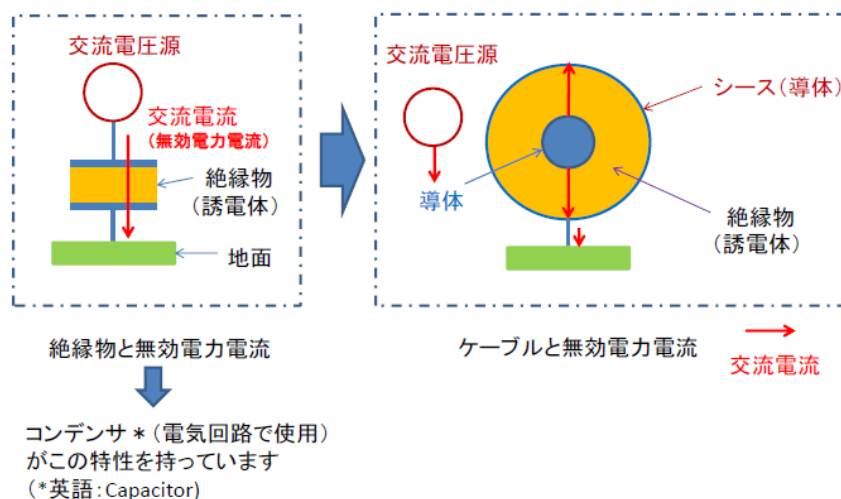 交流電圧源
交流電流
(無効電力電流)
絶縁物
(誘電体)
地面
交流電圧源
シース(導体)
導体
絶縁物
(誘電体)
絶縁物と無効電力電流
ケーブルと無効電力電流
交流電流
コンデンサ＊(電気回路で使用)
がこの特性を持っています
(*英語:Capacitor)